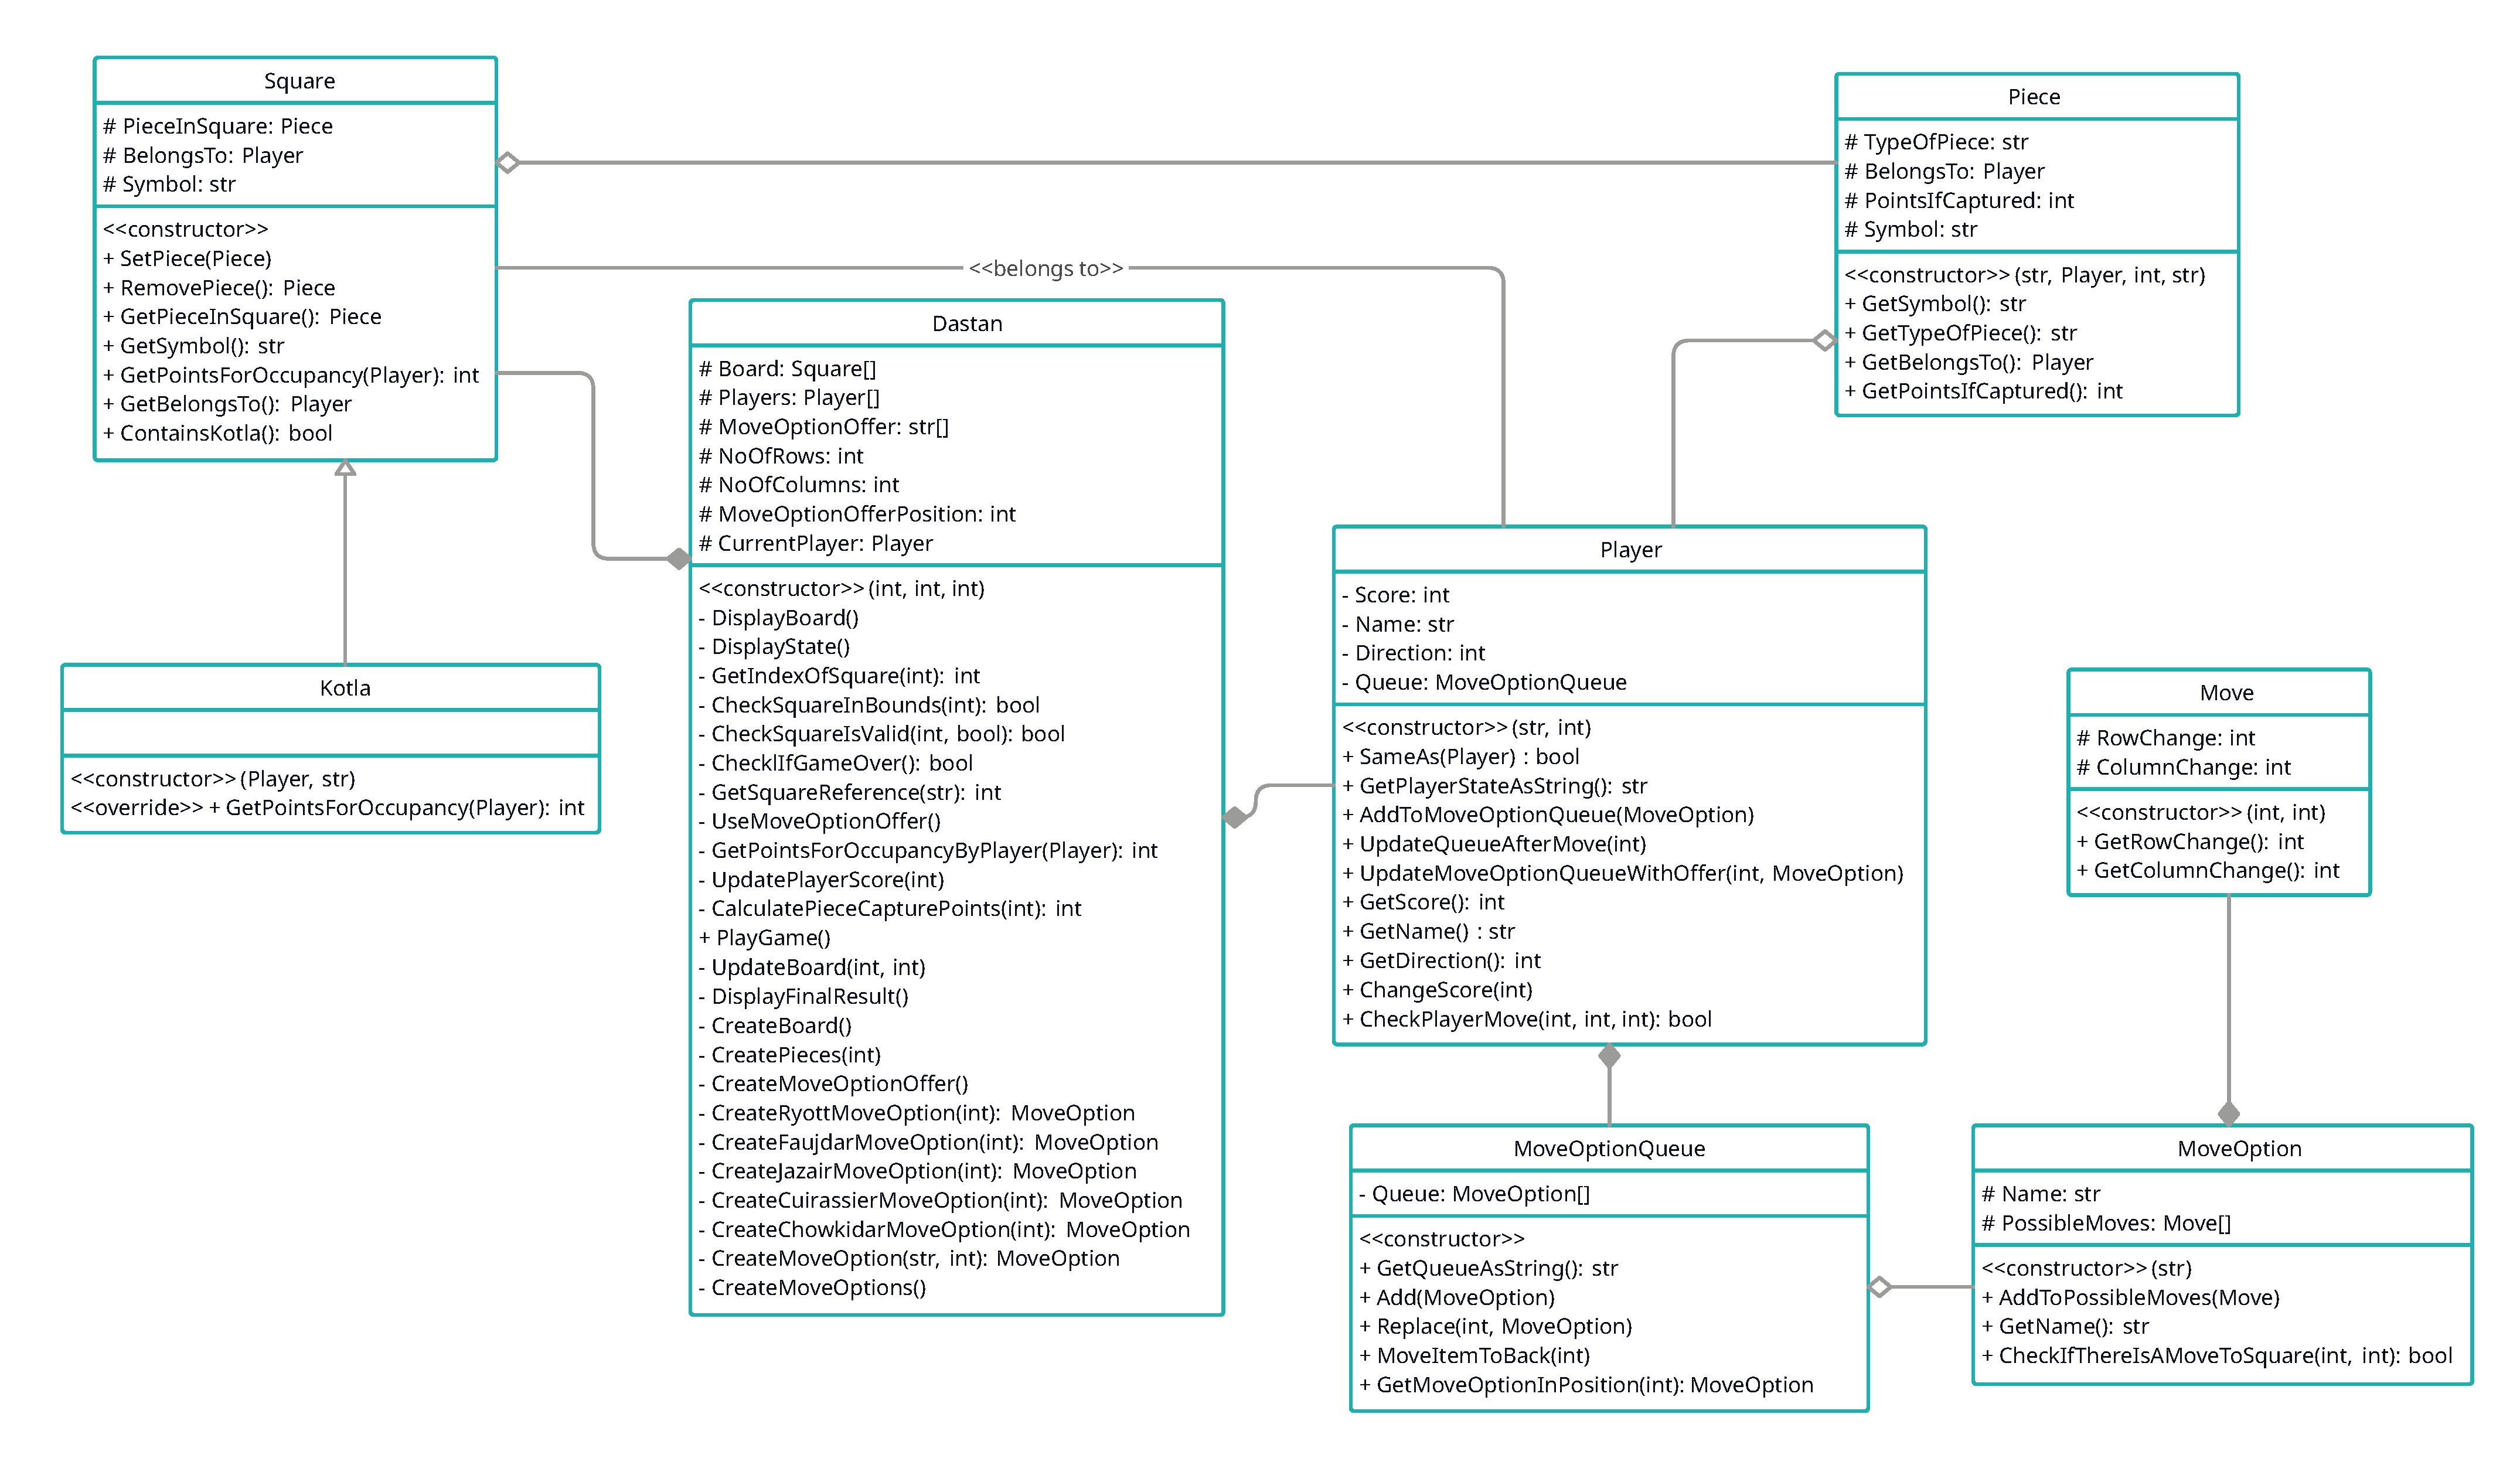 Square
# PieceInSquare: Piece
# BelongsTo: Player
# Symbol: str
<<constructor>>
+ SetPiece(Piece)
+ RemovePiece(): Piece
+ GetPieceInSquare(): Piece
+ GetSymbol(): str
+ GetPointsForOccupancy(Player): int
+ GetBelongsTo(): Player
+ ContainsKotla(): bool
Piece
# TypeOfPiece: str
# BelongsTo: Player
# PointsIfCaptured: int
# Symbol: str
<<constructor>> (str, Player, int, str)
+ GetSymbol(): str
+ GetTypeOfPiece(): str
+ GetBelongsTo(): Player
+ GetPointsIfCaptured(): int
<<belongs to>>
Dastan
# Board: Square[]
# Players: Player[]
# MoveOptionOffer: str[]
# NoOfRows: int
# NoOfColumns: int
# MoveOptionOfferPosition: int
# CurrentPlayer: Player
<<constructor>> (int, int, int)
- DisplayBoard()
- DisplayState()
- GetIndexOfSquare(int): int
- CheckSquareInBounds(int): bool
- CheckSquareIsValid(int, bool): bool
- ChecklIfGameOver(): bool
- GetSquareReference(str): int
- UseMoveOptionOffer()
- GetPointsForOccupancyByPlayer(Player): int
- UpdatePlayerScore(int)
- CalculatePieceCapturePoints(int): int
+ PlayGame()
- UpdateBoard(int, int)
- DisplayFinalResult()
- CreateBoard()
- CreatePieces(int)
- CreateMoveOptionOffer()
- CreateRyottMoveOption(int): MoveOption
- CreateFaujdarMoveOption(int): MoveOption
- CreateJazairMoveOption(int): MoveOption
- CreateCuirassierMoveOption(int): MoveOption
- CreateChowkidarMoveOption(int): MoveOption
- CreateMoveOption(str, int): MoveOption
- CreateMoveOptions()
Player
- Score: int
- Name: str
- Direction: int
- Queue: MoveOptionQueue
<<constructor>> (str, int)
+ SameAs(Player) : bool
+ GetPlayerStateAsString(): str
+ AddToMoveOptionQueue(MoveOption)
+ UpdateQueueAfterMove(int)
+ UpdateMoveOptionQueueWithOffer(int, MoveOption)
+ GetScore(): int
+ GetName() : str
+ GetDirection(): int
+ ChangeScore(int)
+ CheckPlayerMove(int, int, int): bool
Kotla
<<constructor>> (Player, str)
<<override>> + GetPointsForOccupancy(Player): int
Move
# RowChange: int
# ColumnChange: int
<<constructor>> (int, int)
+ GetRowChange(): int
+ GetColumnChange(): int
MoveOptionQueue
- Queue: MoveOption[]
<<constructor>>
+ GetQueueAsString(): str
+ Add(MoveOption)
+ Replace(int, MoveOption)
+ MoveItemToBack(int)
+ GetMoveOptionInPosition(int): MoveOption
MoveOption
# Name: str
# PossibleMoves: Move[]
<<constructor>> (str)
+ AddToPossibleMoves(Move)
+ GetName(): str
+ CheckIfThereIsAMoveToSquare(int, int): bool